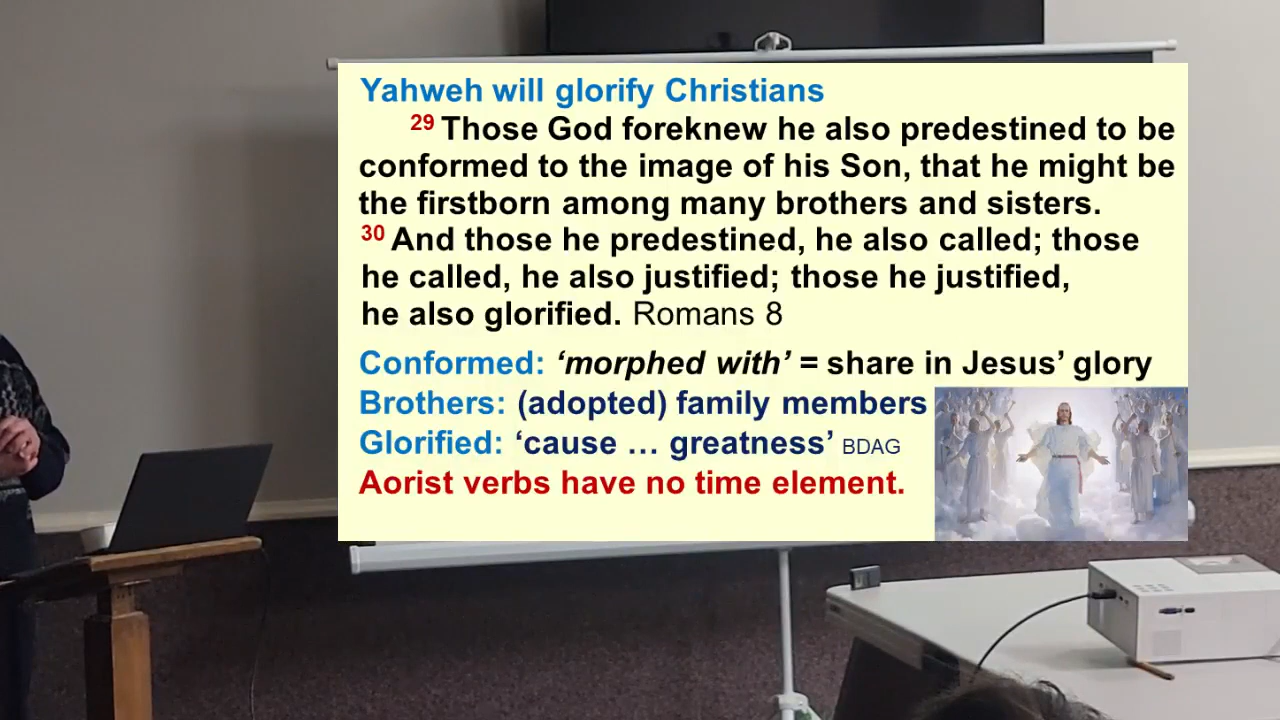 Yahweh will glorify Christians
29 Those God foreknew he also predestined to be
conformed to the image of his Son, that he might be
the firstborn among many brothers and sisters.
30 And those he predestined, he also called; those
he called, he also justified; those he justified,
he also glorified. Romans 8
Conformed: ‘morphed with’ = share in Jesus’ glory
Brothers: (adopted) family members
Glorified: ‘cause … greatness’ BDAG
Aorist verbs have no time element.